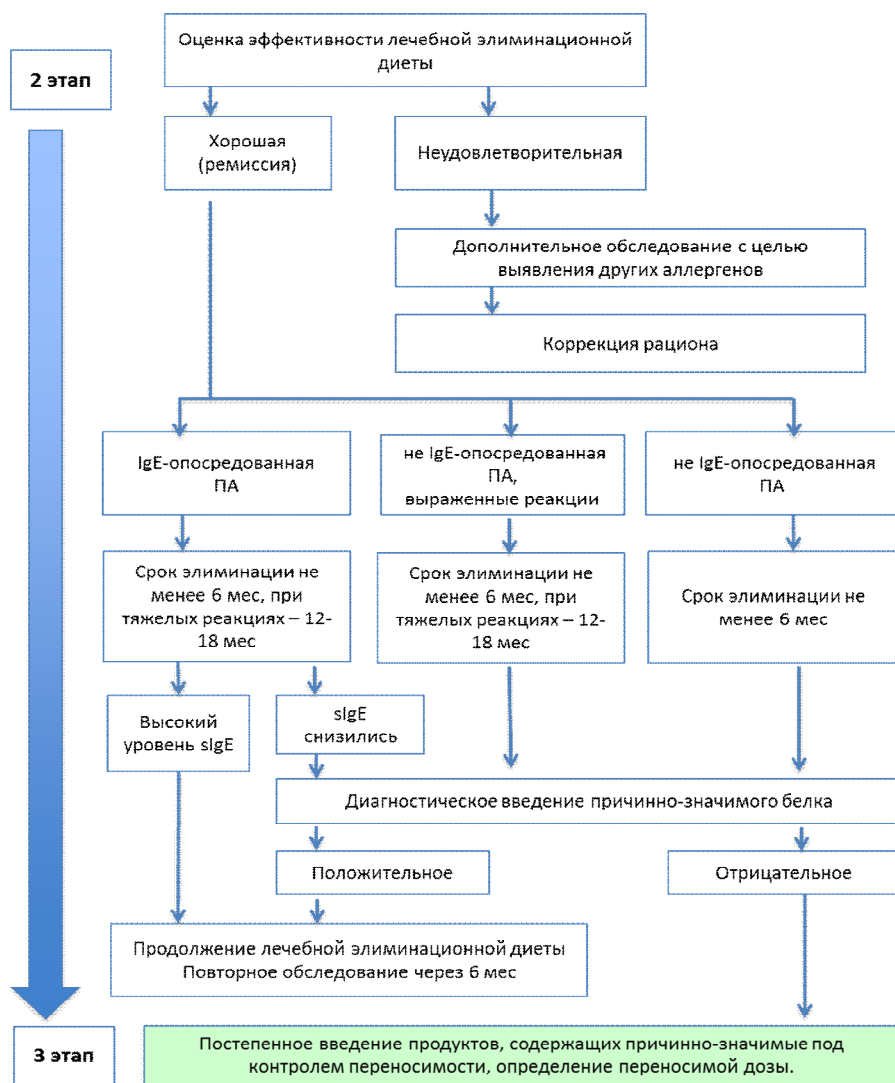 Оценка эффективности лечебной элиминационной
диеты
2 этап
Хорошая
(ремиссия)
Неудовлетворительная
Дополнительное обследование с целью
выявления других аллергенов
Коррекция рациона
IgE-опосредованная
ПА
не IgE-опосредованная
ПА,
выраженные реакции
не IgE-опосредованная
ПА
Срок элиминации не
менее 6 мес, при
тяжелых реакциях – 12-
18 мес
Срок элиминации не
менее 6 мес, при
тяжелых реакциях – 12-
18 мес
Срок элиминации не
менее 6 мес
Высокий
уровень sIgE
sIgE
снизились
Диагностическое введение причинно-значимого белка
Положительное
Отрицательное
Продолжение лечебной элиминационной диеты
Повторное обследование через 6 мес
3 этап
Постепенное введение продуктов, содержащих причинно-значимые под
контролем переносимости, определение переносимой дозы.